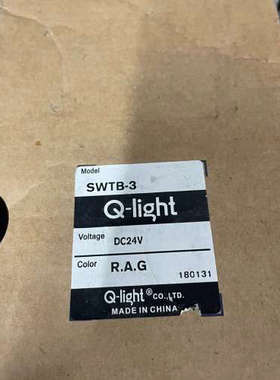 Model
SWTB-3
Q-light
Voltage DC24V
Color R.A.G
180131
Q-light® CO.,LTD.
MADE IN CHINA